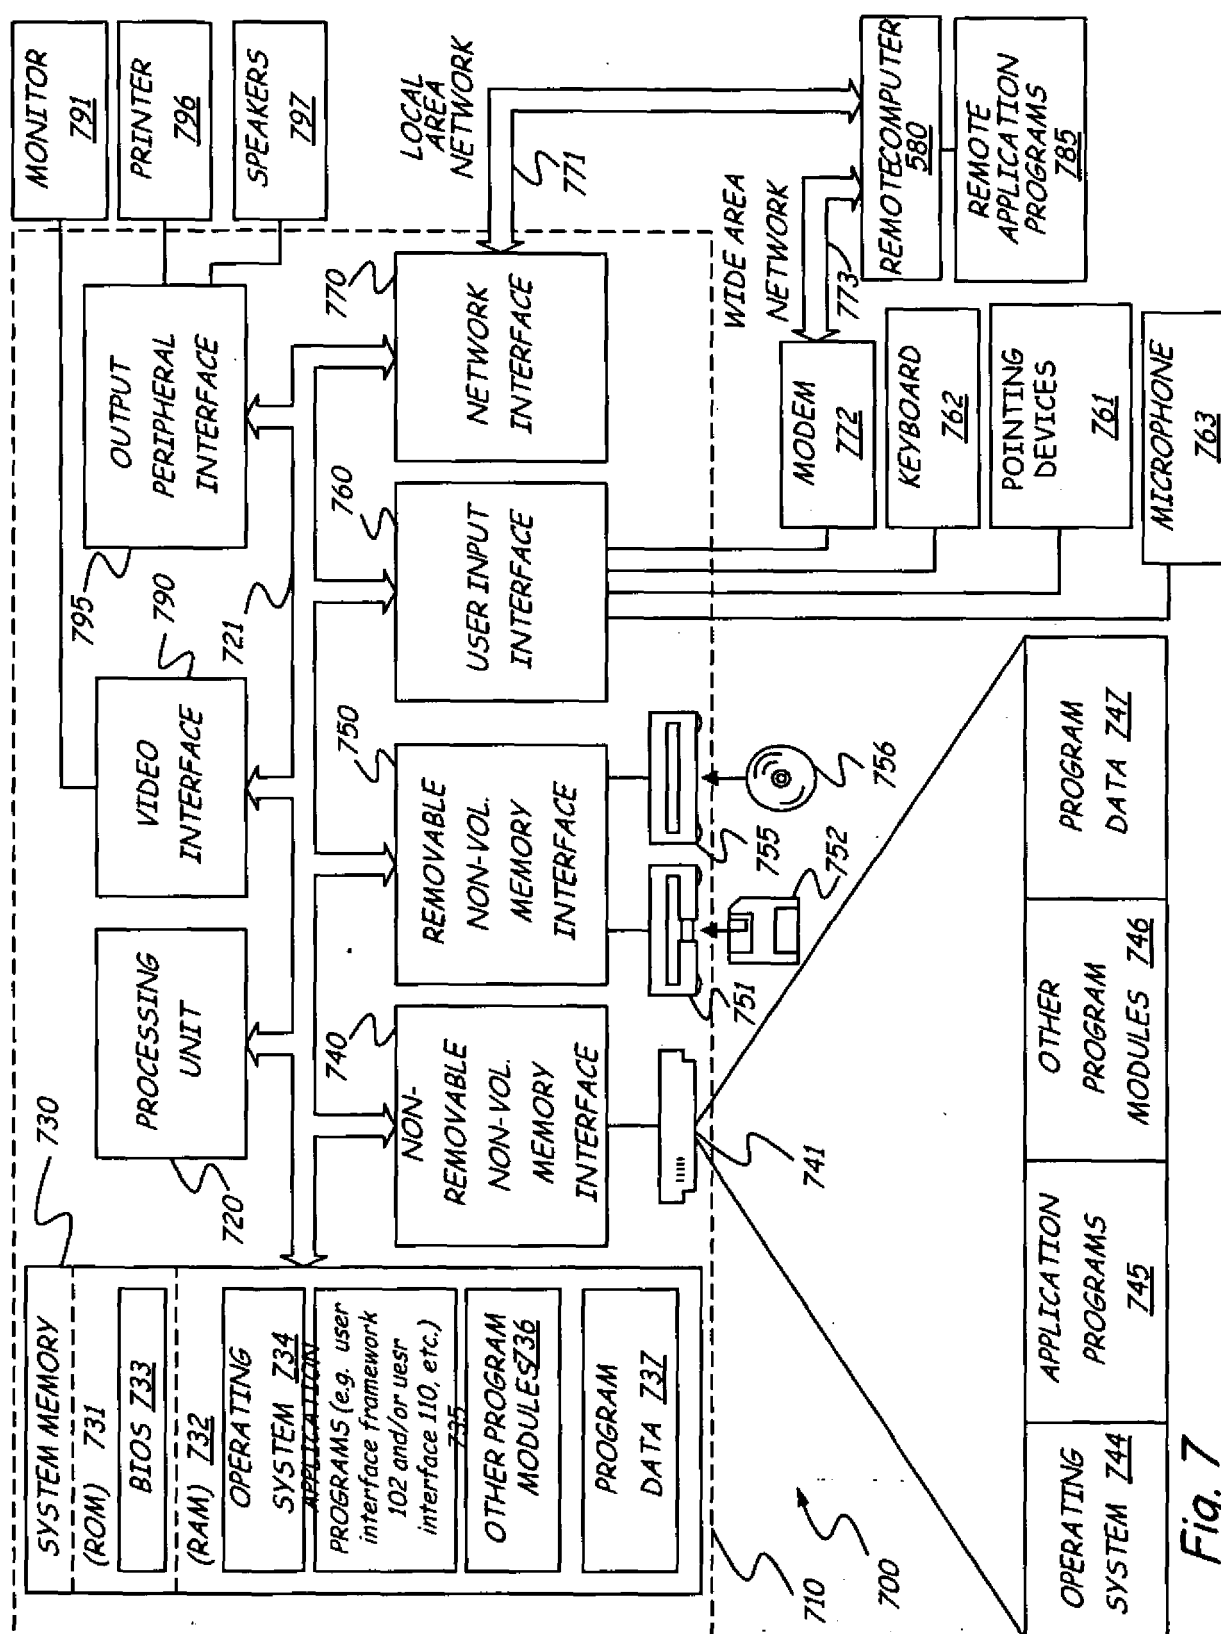 SYSTEM MEMORY
(ROM) 731
BIOS 733
(RAM) 732
OPERATING
SYSTEM 734
APPLICATION
PROGRAMS (e.g. user
interface framework
102 and/or uesr
interface 110, etc.)
735
OTHER PROGRAM
MODULES736
PROGRAM
DATA 737
730
PROCESSING
UNIT
720
VIDEO
INTERFACE
790
OUTPUT
PERIPHERAL
INTERFACE
795
721
MONITOR
791
PRINTER
796
SPEAKERS
797
NON-
REMOVABLE
NON-VOL.
MEMORY
INTERFACE
740
REMOVABLE
NON-VOL.
MEMORY
INTERFACE
750
USER INPUT
INTERFACE
760
NETWORK
INTERFACE
770
LOCAL
AREA
NETWORK
771
741
751
752
755
756
WIDE AREA
NETWORK
773
MODEM
772
KEYBOARD
762
POINTING
DEVICES
761
MICROPHONE
763
REMOTECOMPUTER
580
REMOTE
APPLICATION
PROGRAMS
785
710
700
OPERATING
SYSTEM 744
APPLICATION
PROGRAMS
745
OTHER
PROGRAM
MODULES 746
PROGRAM
DATA 747
Fig. 7